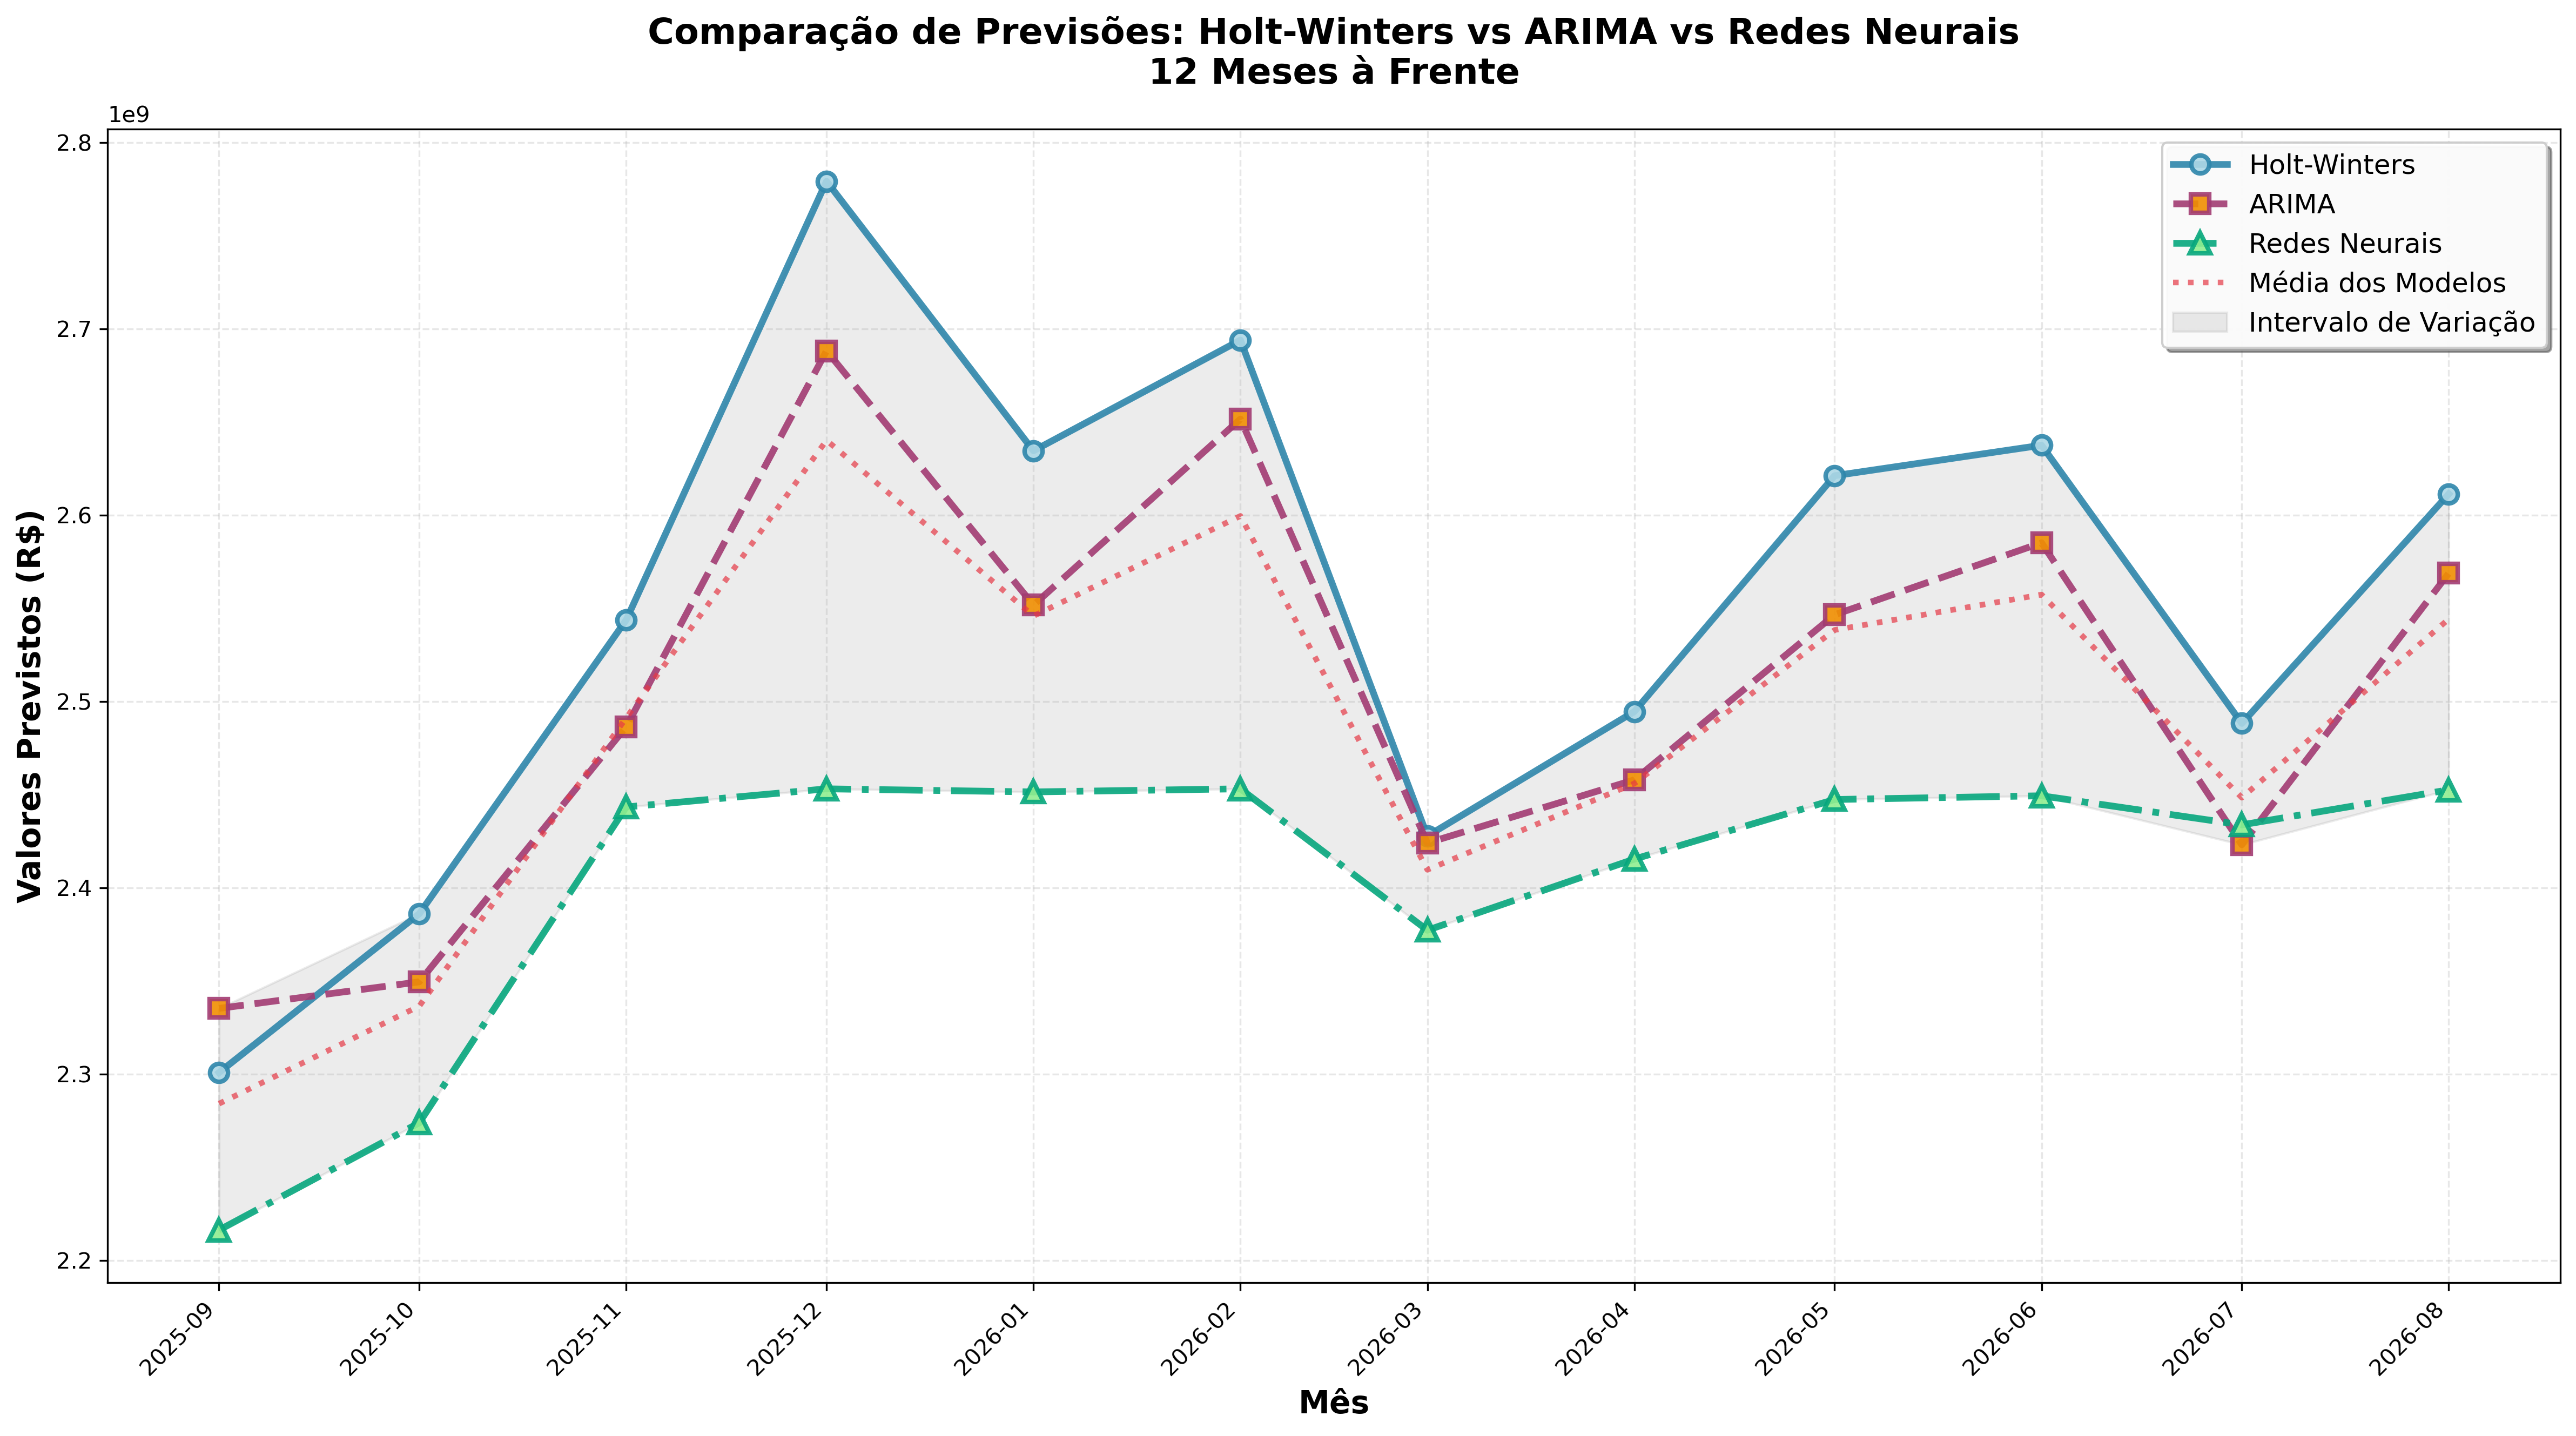 Comparação de Previsões: Holt-Winters vs ARIMA vs Redes Neurais
12 Meses à Frente
1e9
2.8
2.7
2.6
2.5
2.4
2.3
2.2
Valores Previstos (R$)
Holt-Winters
ARIMA
Redes Neurais
Média dos Modelos
Intervalo de Variação
2025-09
2025-10
2025-11
2025-12
2026-01
2026-02
2026-03
2026-04
2026-05
2026-06
2026-07
2026-08
Mês